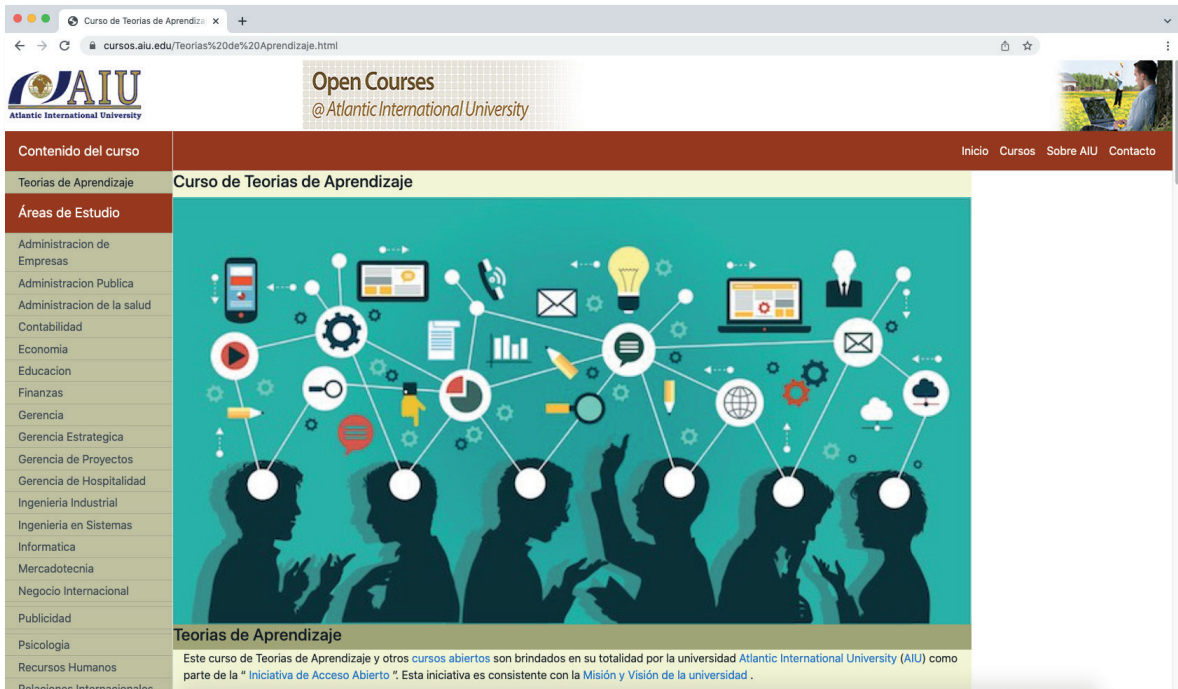 Curso de Teorias de Aprendiza
cursos.aiu.edu/Teorias%20de%20Aprendizaje.html
AIU
Atlantic International University
Open Courses
@ Atlantic International University
Contenido del curso
Inicio Cursos Sobre AIU Contacto
Teorias de Aprendizaje
Curso de Teorias de Aprendizaje
Áreas de Estudio
Administracion de
Empresas
Administracion Publica
Administracion de la salud
Contabilidad
Economia
Educacion
Finanzas
Gerencia
Gerencia Estrategica
Gerencia de Proyectos
Gerencia de Hospitalidad
Ingenieria Industrial
Ingenieria en Sistemas
Informatica
Mercadotecnia
Negocio Internacional
Publicidad
Psicologia
Recursos Humanos
Relaciones Internacionales
Teorias de Aprendizaje
Este curso de Teorias de Aprendizaje y otros cursos abiertos son brindados en su totalidad por la universidad Atlantic International University (AIU) como
parte de la “ Iniciativa de Acceso Abierto ”. Esta iniciativa es consistente con la Misión y Visión de la universidad .